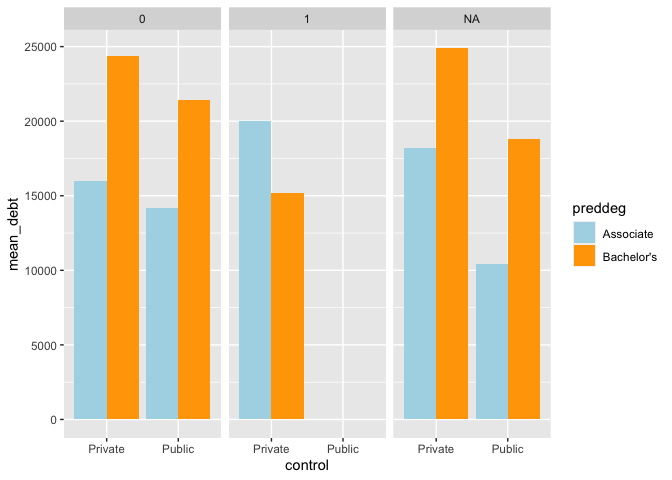 0 1 NA
25000
20000
15000
10000
5000
0
mean_debt
Private Public Private Public Private Public
control
preddeg
Associate
Bachelor's